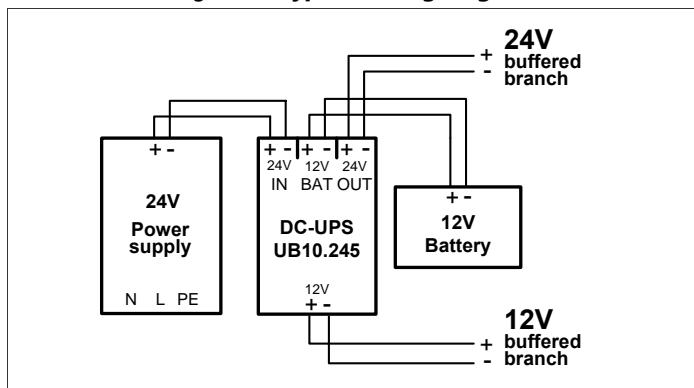 24V
+ buffered
- branch
+ -
24V
Power
supply
N L PE
+ - + - + -
24V 12V 24V
IN BAT OUT
DC-UPS
UB10.245
12V
+ -
+ -
12V
Battery
12V
+ buffered
- branch